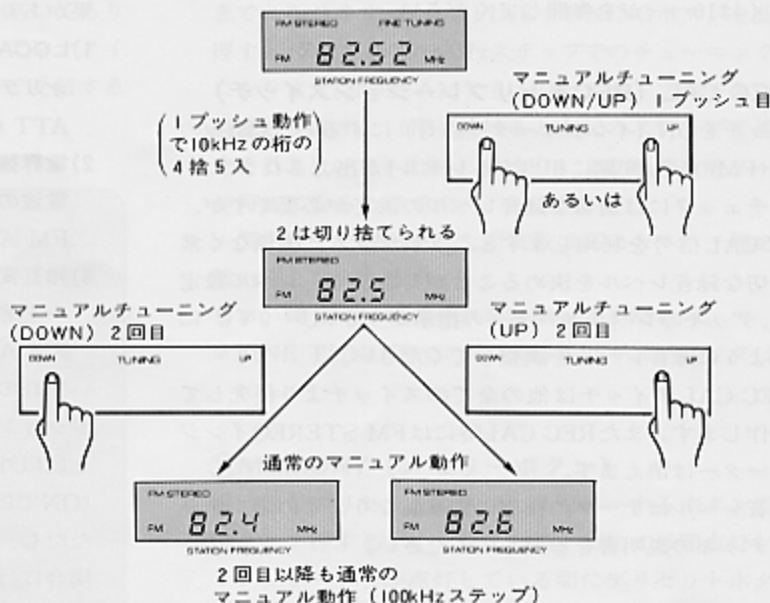 FM STEREO FINE TUNING
FM 82.52 MHz
STATION FREQUENCY
マニュアルチューニング
(DOWN/UP) 1プッシュ目
DOWN TUNING UP
あるいは
(1プッシュ動作
で10kHzの桁の
4捨5入)
2は切り捨てられる
FM STEREO
FM 82.5 MHz
STATION FREQUENCY
マニュアルチューニング
(DOWN) 2回目
DOWN TUNING UP
マニュアルチューニング
(UP) 2回目
DOWN TUNING UP
通常のマニュアル動作
FM STEREO
FM 82.4 MHz
STATION FREQUENCY
FM STEREO
FM 82.6 MHz
STATION FREQUENCY
2回目以降も通常の
マニュアル動作(100kHzステップ)
1) LOCA
ATT
2)
FM
3)